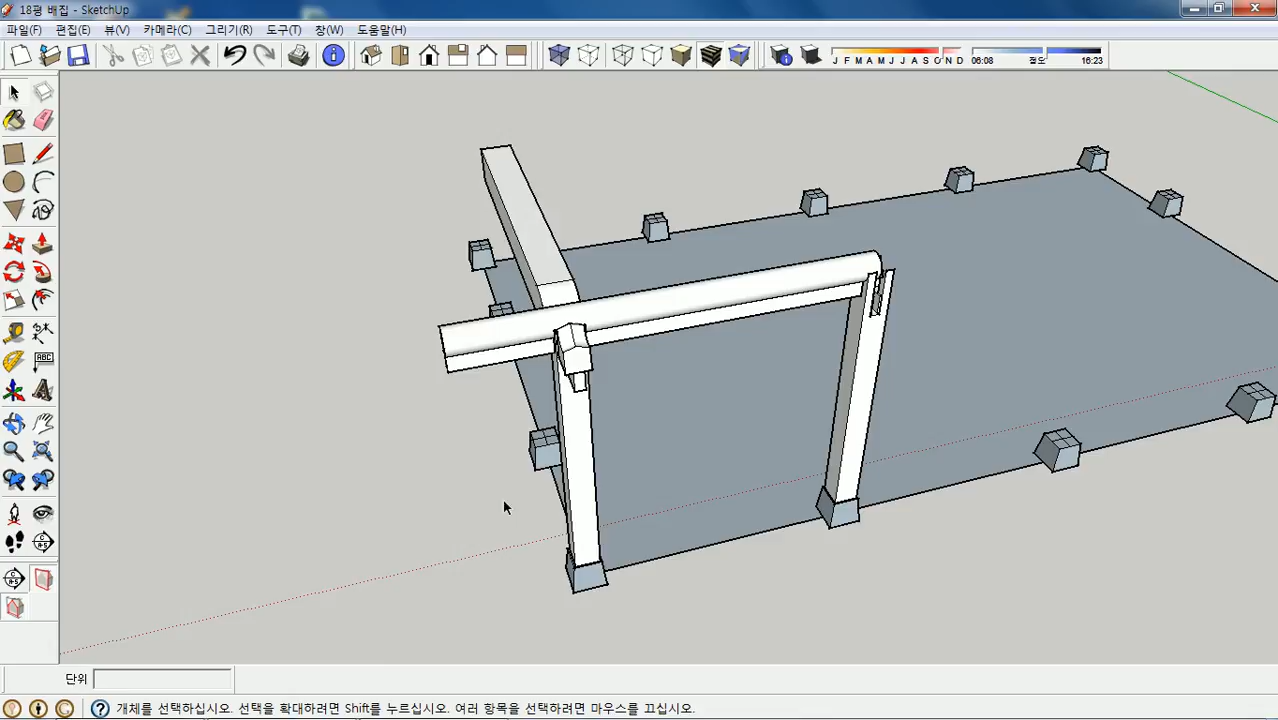 18평 배집 - SketchUp
파일(F) 편집(E) 뷰(V) 카메라(C) 그리기(R) 도구(T) 창(W) 도움말(H)
J F M A M J J A S O N D 06:08 정오 16:23
ABC
단위
개체를 선택하십시오. 선택을 확대하려면 Shift를 누르십시오. 여러 항목을 선택하려면 마우스를 끄십시오.